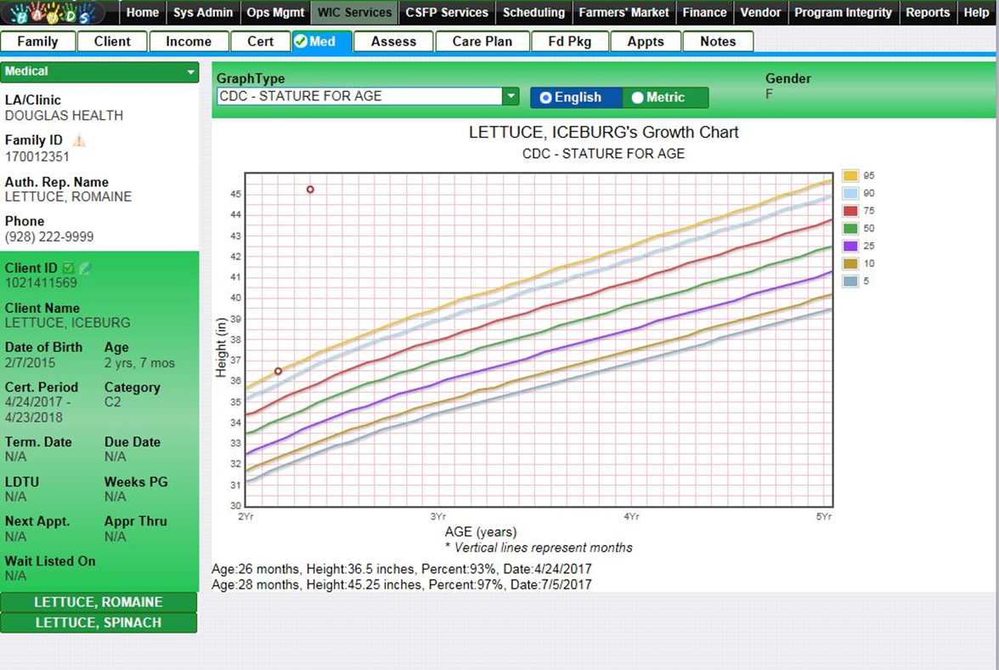 HANDS
Home Sys Admin Ops Mgmt WIC Services CSFP Services Scheduling Farmers' Market Finance Vendor Program Integrity Reports Help
Family Client Income Cert Med Assess Care Plan Fd Pkg Appts Notes
Medical
LA/Clinic
DOUGLAS HEALTH
Family ID
170012351
Auth. Rep. Name
LETTUCE, ROMAINE
Phone
(928) 222-9999
Client ID
1021411569
Client Name
LETTUCE, ICEBURG
Date of Birth Age
2/7/2015 2 yrs, 7 mos
Cert. Period Category
4/24/2017 - C2
4/23/2018
Term. Date Due Date
N/A N/A
LDTU Weeks PG
N/A N/A
Next Appt. Appr Thru
N/A N/A
Wait Listed On
N/A
LETTUCE, ROMAINE
LETTUCE, SPINACH
GraphType
CDC - STATURE FOR AGE
English Metric
Gender
F
LETTUCE, ICEBURG's Growth Chart
CDC - STATURE FOR AGE
Height (in)
45
44
43
42
41
40
39
38
37
36
35
34
33
32
31
30
2Yr 3Yr 4Yr 5Yr
AGE (years)
* Vertical lines represent months
95
90
75
50
25
10
5
Age:26 months, Height:36.5 inches, Percent:93%, Date:4/24/2017
Age:28 months, Height:45.25 inches, Percent:97%, Date:7/5/2017